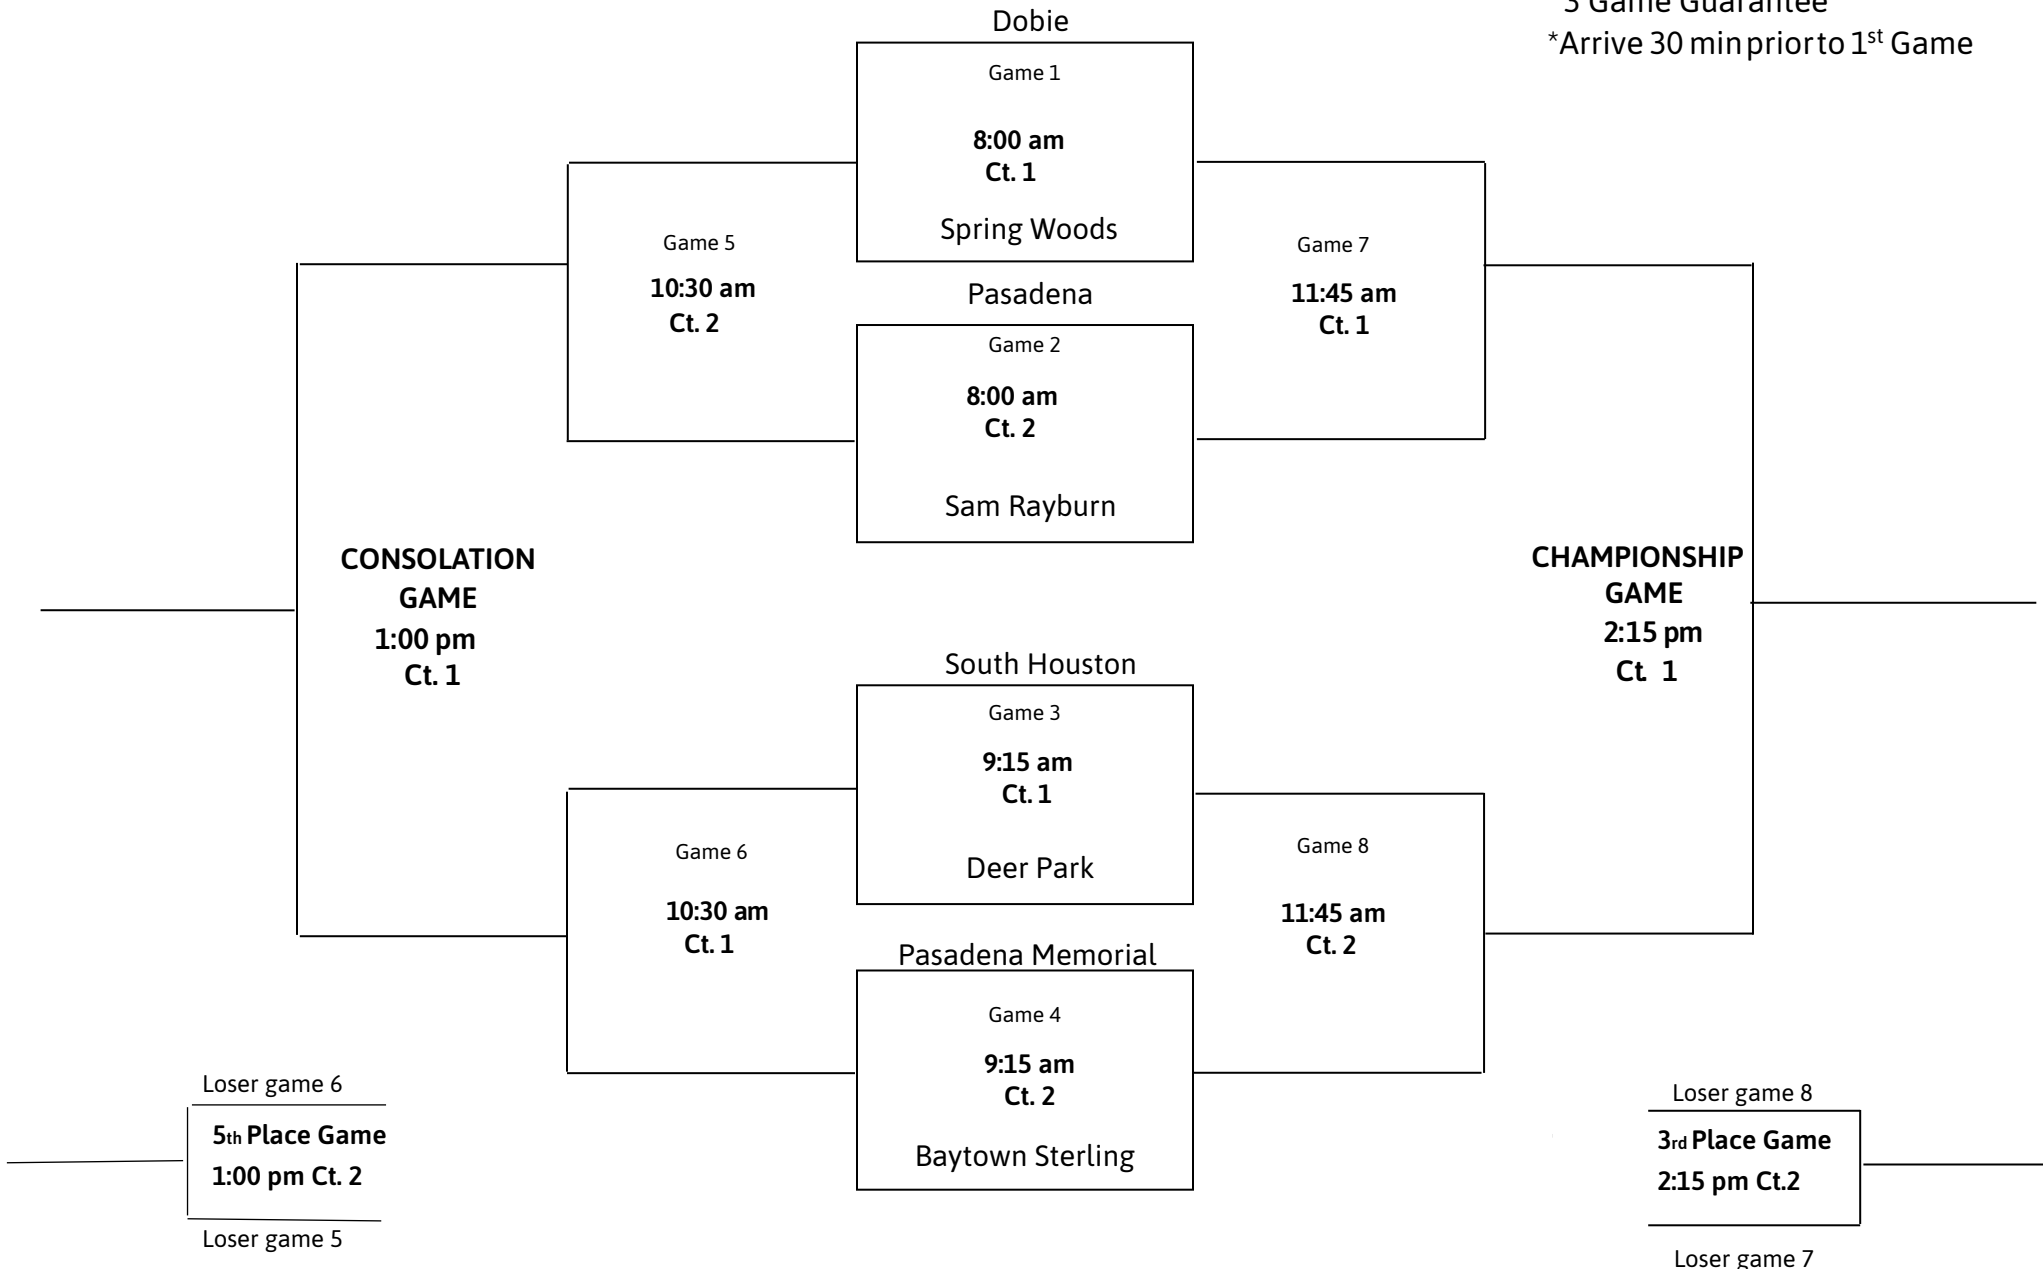 3 Game Guarantee
*Arrive 30 min prior to 1st Game
Dobie
Game 1
8:00 am
Ct. 1
Spring Woods
Game 5
10:30 am
Ct. 2
Game 7
11:45 am
Ct. 1
Pasadena
Game 2
8:00 am
Ct. 2
Sam Rayburn
CONSOLATION
GAME
1:00 pm
Ct. 1
CHAMPIONSHIP
GAME
2:15 pm
Ct. 1
South Houston
Game 3
9:15 am
Ct. 1
Deer Park
Game 6
10:30 am
Ct. 1
Game 8
11:45 am
Ct. 2
Pasadena Memorial
Game 4
9:15 am
Ct. 2
Baytown Sterling
Loser game 6
5th Place Game
1:00 pm Ct. 2
Loser game 5
Loser game 8
3rd Place Game
2:15 pm Ct.2
Loser game 7